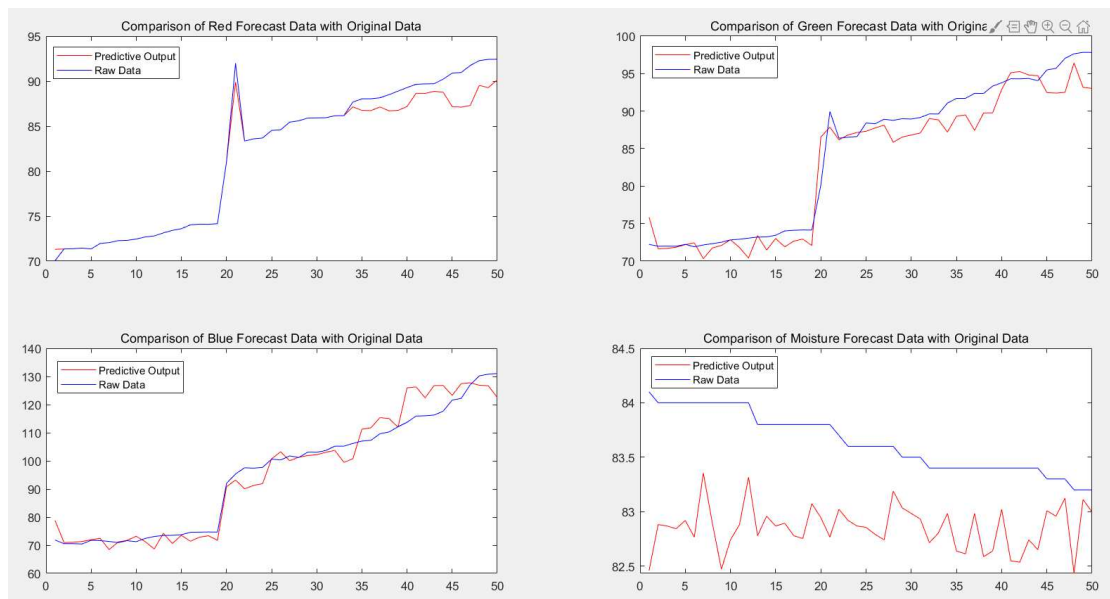 Comparison of Red Forecast Data with Original Data
95
90
85
80
75
70
0 5 10 15 20 25 30 35 40 45 50
Predictive Output
Raw Data
Comparison of Green Forecast Data with Origina
100
95
90
85
80
75
70
0 5 10 15 20 25 30 35 40 45 50
Predictive Output
Raw Data
Comparison of Blue Forecast Data with Original Data
140
130
120
110
100
90
80
70
60
0 5 10 15 20 25 30 35 40 45 50
Predictive Output
Raw Data
Comparison of Moisture Forecast Data with Original Data
84.5
84
83.5
83
82.5
0 5 10 15 20 25 30 35 40 45 50
Predictive Output
Raw Data